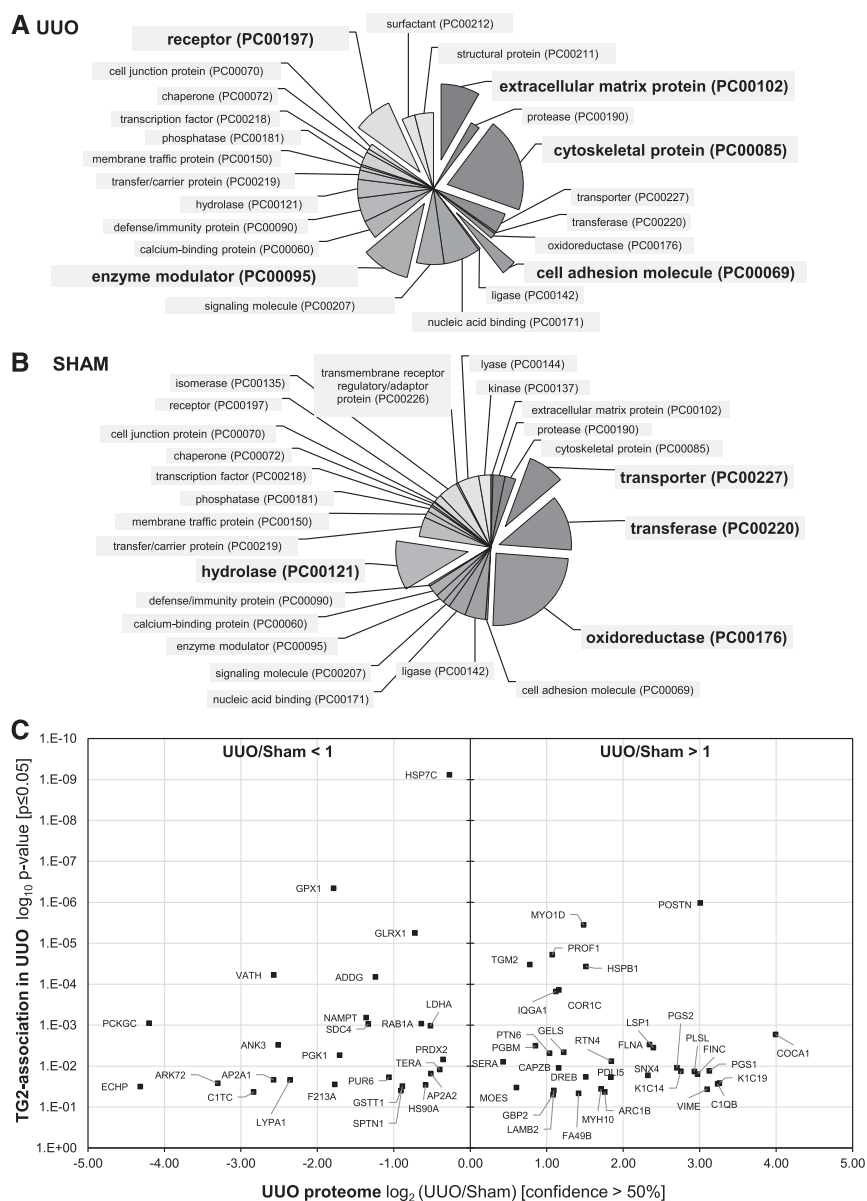 A UUO
surfactant (PC00212)
receptor (PC00197)
structural protein (PC00211)
cell junction protein (PC00070)
extracellular matrix protein (PC00102)
chaperone (PC00072)
protease (PC00190)
transcription factor (PC00218)
phosphatase (PC00181)
cytoskeletal protein (PC00085)
membrane traffic protein (PC00150)
transfer/carrier protein (PC00219)
transporter (PC00227)
hydrolase (PC00121)
transferase (PC00220)
defense/immunity protein (PC00090)
oxidoreductase (PC00176)
calcium-binding protein (PC00060)
enzyme modulator (PC00095)
cell adhesion molecule (PC00069)
signaling molecule (PC00207)
ligase (PC00142)
nucleic acid binding (PC00171)
B SHAM
transmembrane receptor
regulatory/adaptor
protein (PC00226)
lyase (PC00144)
isomerase (PC00135)
kinase (PC00137)
receptor (PC00197)
extracellular matrix protein (PC00102)
cell junction protein (PC00070)
protease (PC00190)
chaperone (PC00072)
cytoskeletal protein (PC00085)
transcription factor (PC00218)
transporter (PC00227)
phosphatase (PC00181)
membrane traffic protein (PC00150)
transferase (PC00220)
transfer/carrier protein (PC00219)
hydrolase (PC00121)
defense/immunity protein (PC00090)
calcium-binding protein (PC00060)
oxidoreductase (PC00176)
enzyme modulator (PC00095)
signaling molecule (PC00207)
ligase (PC00142)
nucleic acid binding (PC00171)
cell adhesion molecule (PC00069)
C
TG2-association in UUO log10 p-value [p≤0.05]
1.E-10
1.E-09
1.E-08
1.E-07
1.E-06
1.E-05
1.E-04
1.E-03
1.E-02
1.E-01
1.E+00
UUO/Sham < 1
UUO/Sham > 1
HSP7C
GPX1
POSTN
MYO1D
GLRX1
PROF1
TGM2
HSPB1
VATH
ADDG
IQGA1
COR1C
LDHA
NAMPT
PCKGC
SDC4
RAB1A
PGS2
LSP1
PTN6
GELS
RTN4
PLSL
ANK3
PGBM
FLNA
FINC
COCA1
PRDX2
PGK1
TERA
SERA
CAPZB
SNX4
PGS1
ARK72
AP2A1
PUR6
DREB
PDLI5
K1C19
ECHP
K1C14
C1TC
F213A
AP2A2
MOES
GSTT1
HS90A
VIME
C1QB
GBP2
ARC1B
LYPA1
SPTN1
MYH10
LAMB2
FA49B
-5.00 -4.00 -3.00 -2.00 -1.00 0.00 1.00 2.00 3.00 4.00 5.00
UUO proteome log2 (UUO/Sham) [confidence > 50%]